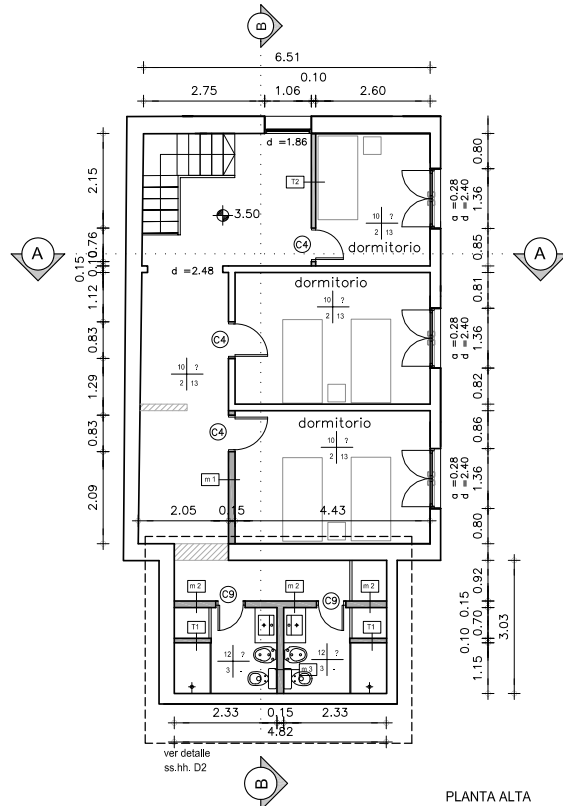 B
6.51
0.10
2.75
1.06
2.60
d =1.86
T2
3.50
10 ?
2 13
C4
dormitorio
A
A
2.15
0.76
0.10
0.15
1.12
0.83
1.29
0.83
2.09
0.80
1.36
0.85
0.81
1.36
0.82
0.86
1.36
0.80
d =0.28
d =2.40
d =0.28
d =2.40
d =0.28
d =2.40
d =2.48
dormitorio
10 ?
2 13
C4
10 ?
2 13
C4
dormitorio
10 ?
2 13
m 1
2.05
0.15
4.43
m 2
C9
m 2
C9
m 2
T1
T1
12 ?
3 -
m 3
12 ?
3 -
0.92
0.15
0.70
0.10
1.15
3.03
2.33
0.15
2.33
4.82
ver detalle
ss.hh. D2
B
PLANTA ALTA